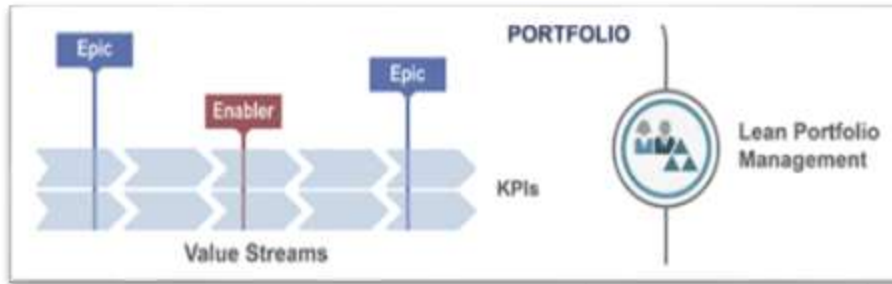 Epic
PORTFOLIO
Epic
Enabler
Lean Portfolio
Management
KPIs
Value Streams